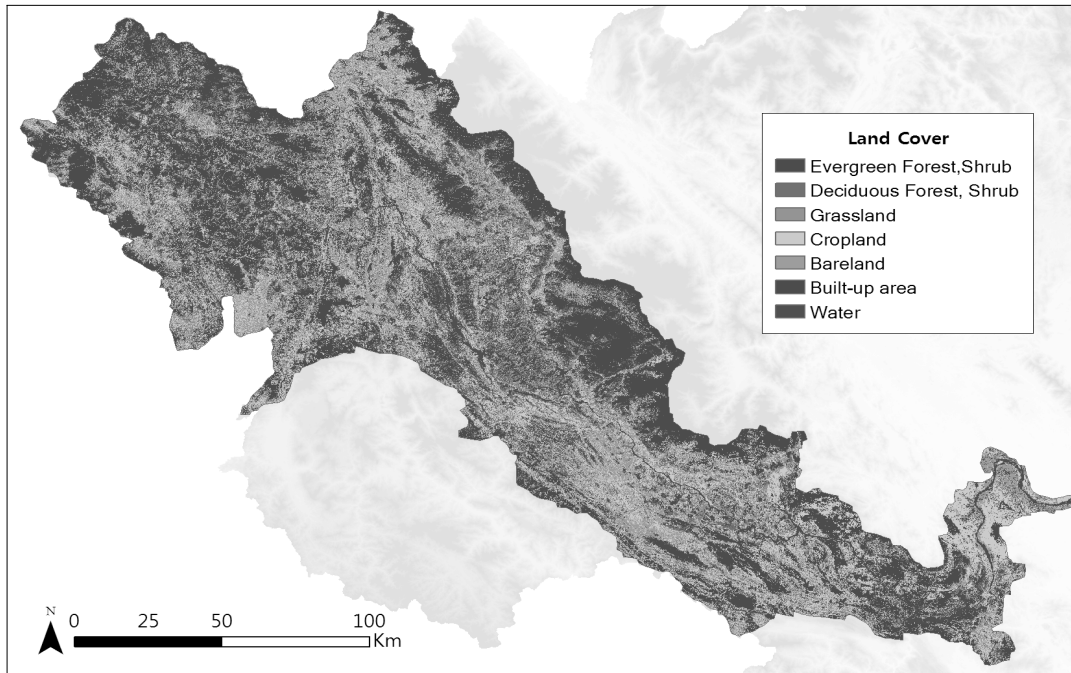 Land Cover
Evergreen Forest,Shrub
Deciduous Forest, Shrub
Grassland
Cropland
Bareland
Built-up area
Water
N
0 25 50 100
Km